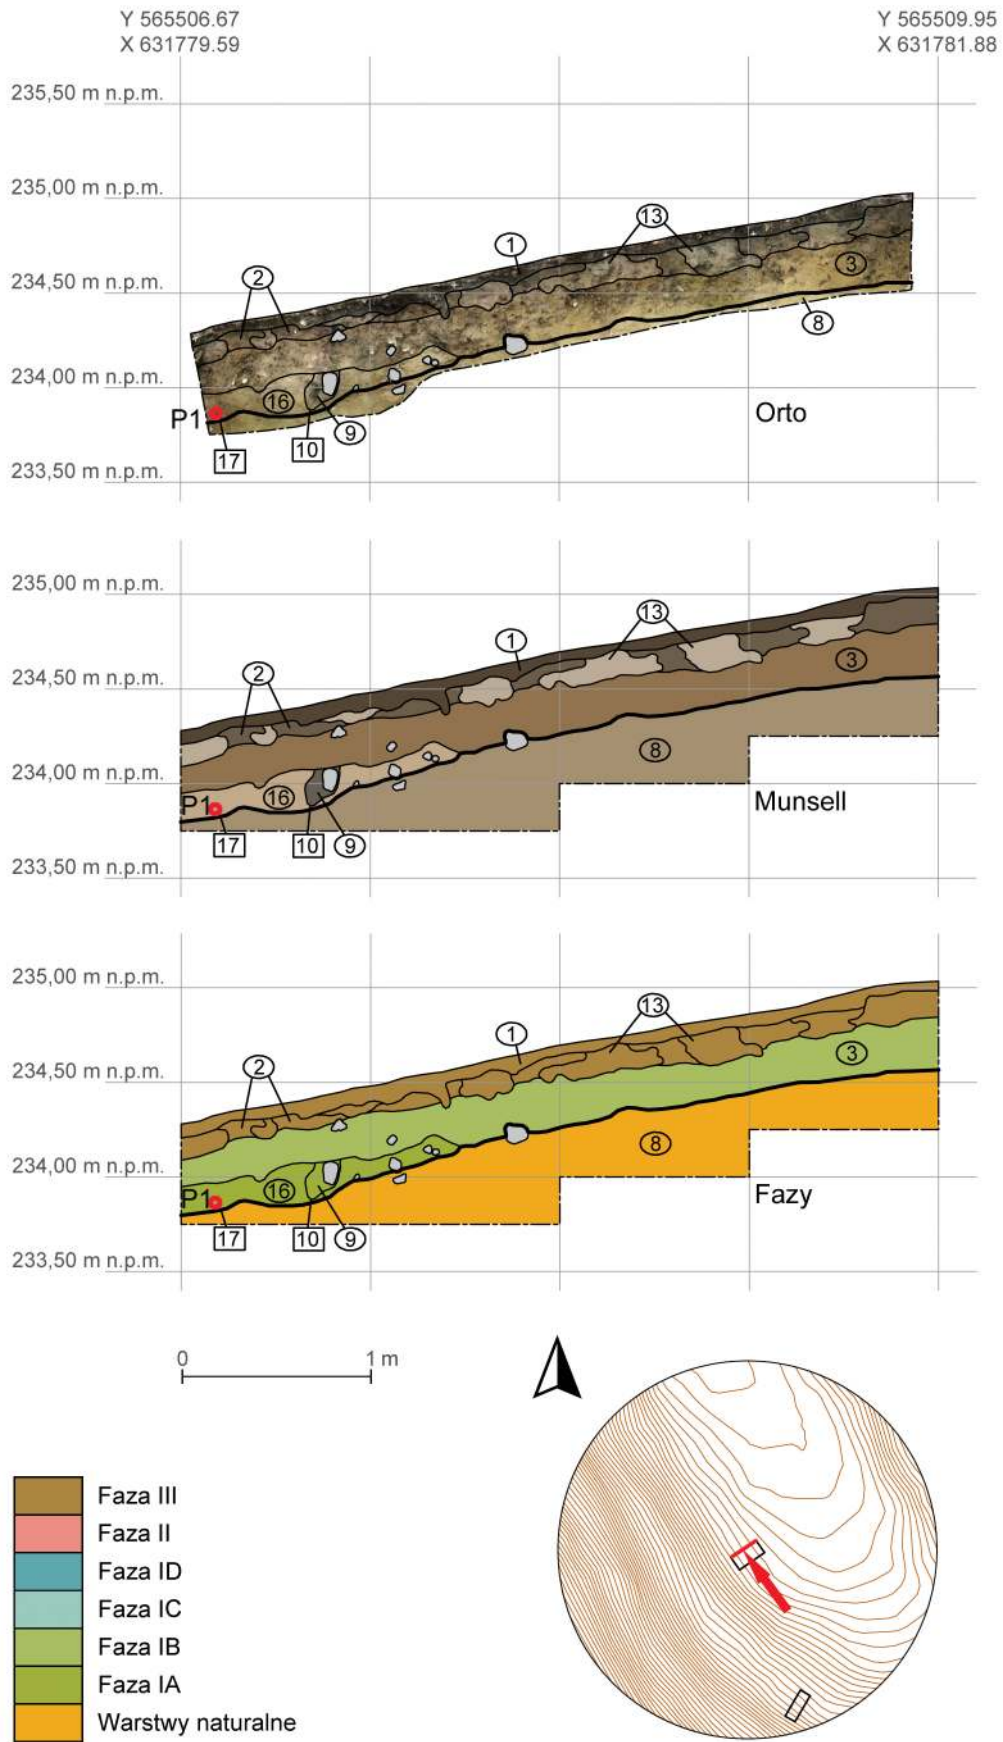 Y 565506.67
X 631779.59
Y 565509.95
X 631781.88
235,50 m n.p.m.
235,00 m n.p.m.
13
1
3
2
234,50 m n.p.m.
8
234,00 m n.p.m.
16
P1
9
Orto
10
17
233,50 m n.p.m.
235,00 m n.p.m.
13
1
3
2
234,50 m n.p.m.
8
234,00 m n.p.m.
16
P1
Munsell
17
10
9
233,50 m n.p.m.
235,00 m n.p.m.
13
1
3
2
234,50 m n.p.m.
8
234,00 m n.p.m.
16
P1
Fazy
17
10
9
233,50 m n.p.m.
0 1 m
Faza III
Faza II
Faza ID
Faza IC
Faza IB
Faza IA
Warstwy naturalne